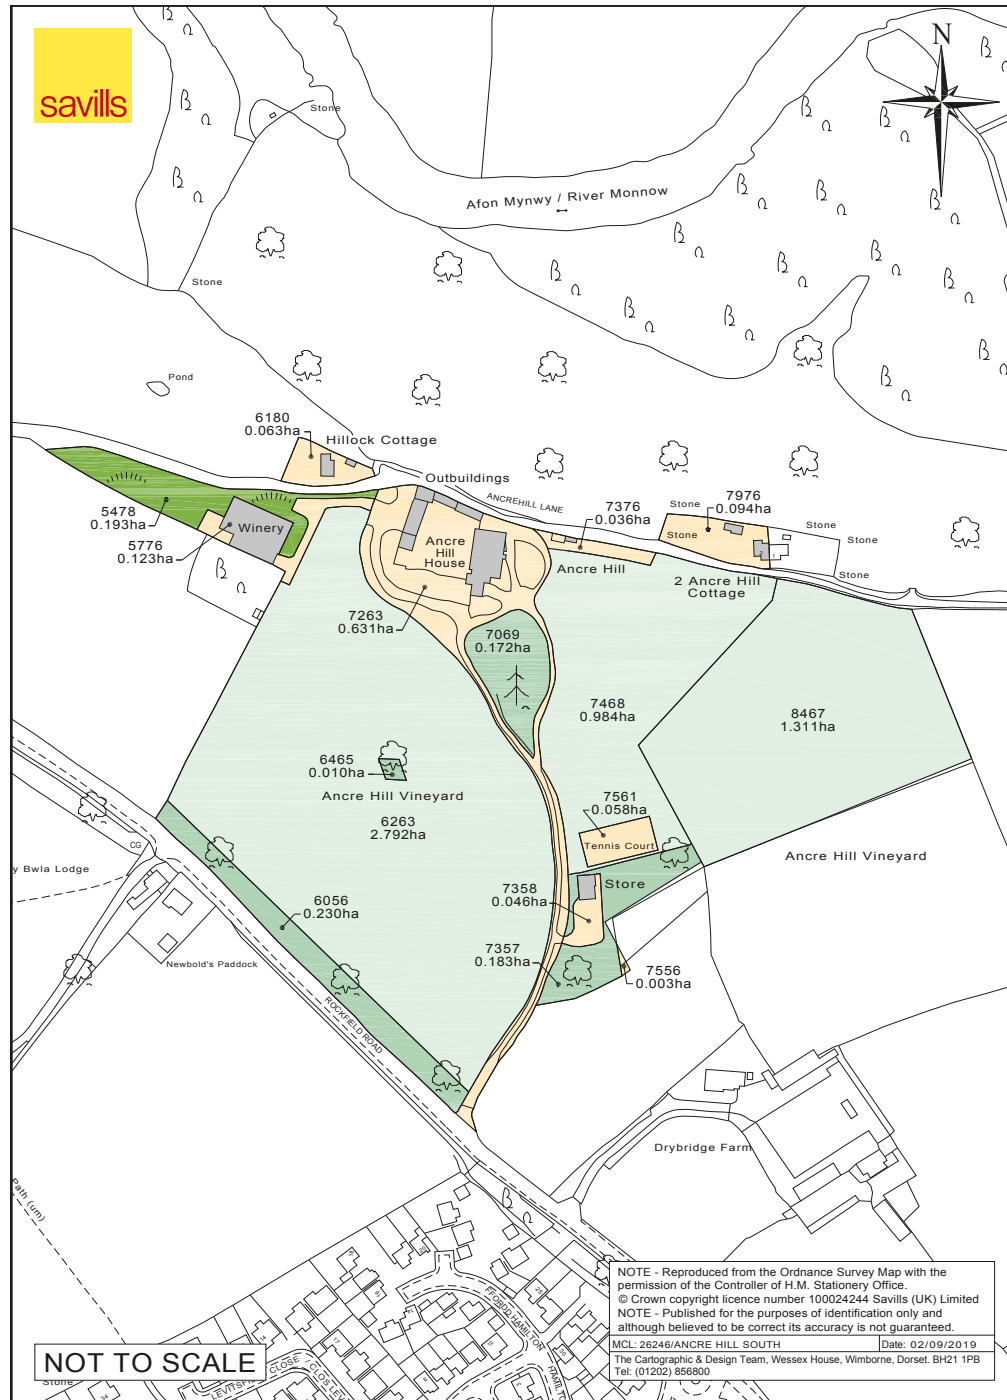 savills
N
Stone
Afon Mynwy / River Monnow
Stone
Pond
6180
0.063ha
Hillock Cottage
Outbuildings
ANCREHILL LANE
5478
0.193ha
5776
0.123ha
Winery
Ancre
Hill
House
7376
0.036ha
7976
0.094ha
Stone
Stone
Stone
Stone
Stone
2
1
Ancre Hill
2 Ancre Hill
Cottage
7263
0.631ha
7069
0.172ha
7468
0.984ha
8467
1.311ha
6465
0.010ha
Ancre Hill Vineyard
6263
2.792ha
7561
0.058ha
Tennis Court
Ancre Hill Vineyard
CG
y Bwla Lodge
7358
0.046ha
Store
6056
0.230ha
7357
0.183ha
7556
0.003ha
Newbold's Paddock
ROCKFIELD ROAD
Drybridge Farm
Path (um)
FFORDD HAMILTON
CLOSE
Stone
NOT TO SCALE
NOTE - Reproduced from the Ordnance Survey Map with the
permission of the Controller of H.M. Stationery Office.
© Crown copyright licence number 100024244 Savills (UK) Limited
NOTE - Published for the purposes of identification only and
although believed to be correct its accuracy is not guaranteed.
MCL: 26246/ANCRE HILL SOUTH
Date: 02/09/2019
The Cartographic & Design Team, Wessex House, Wimborne, Dorset. BH21 1PB
Tel: (01202) 856800